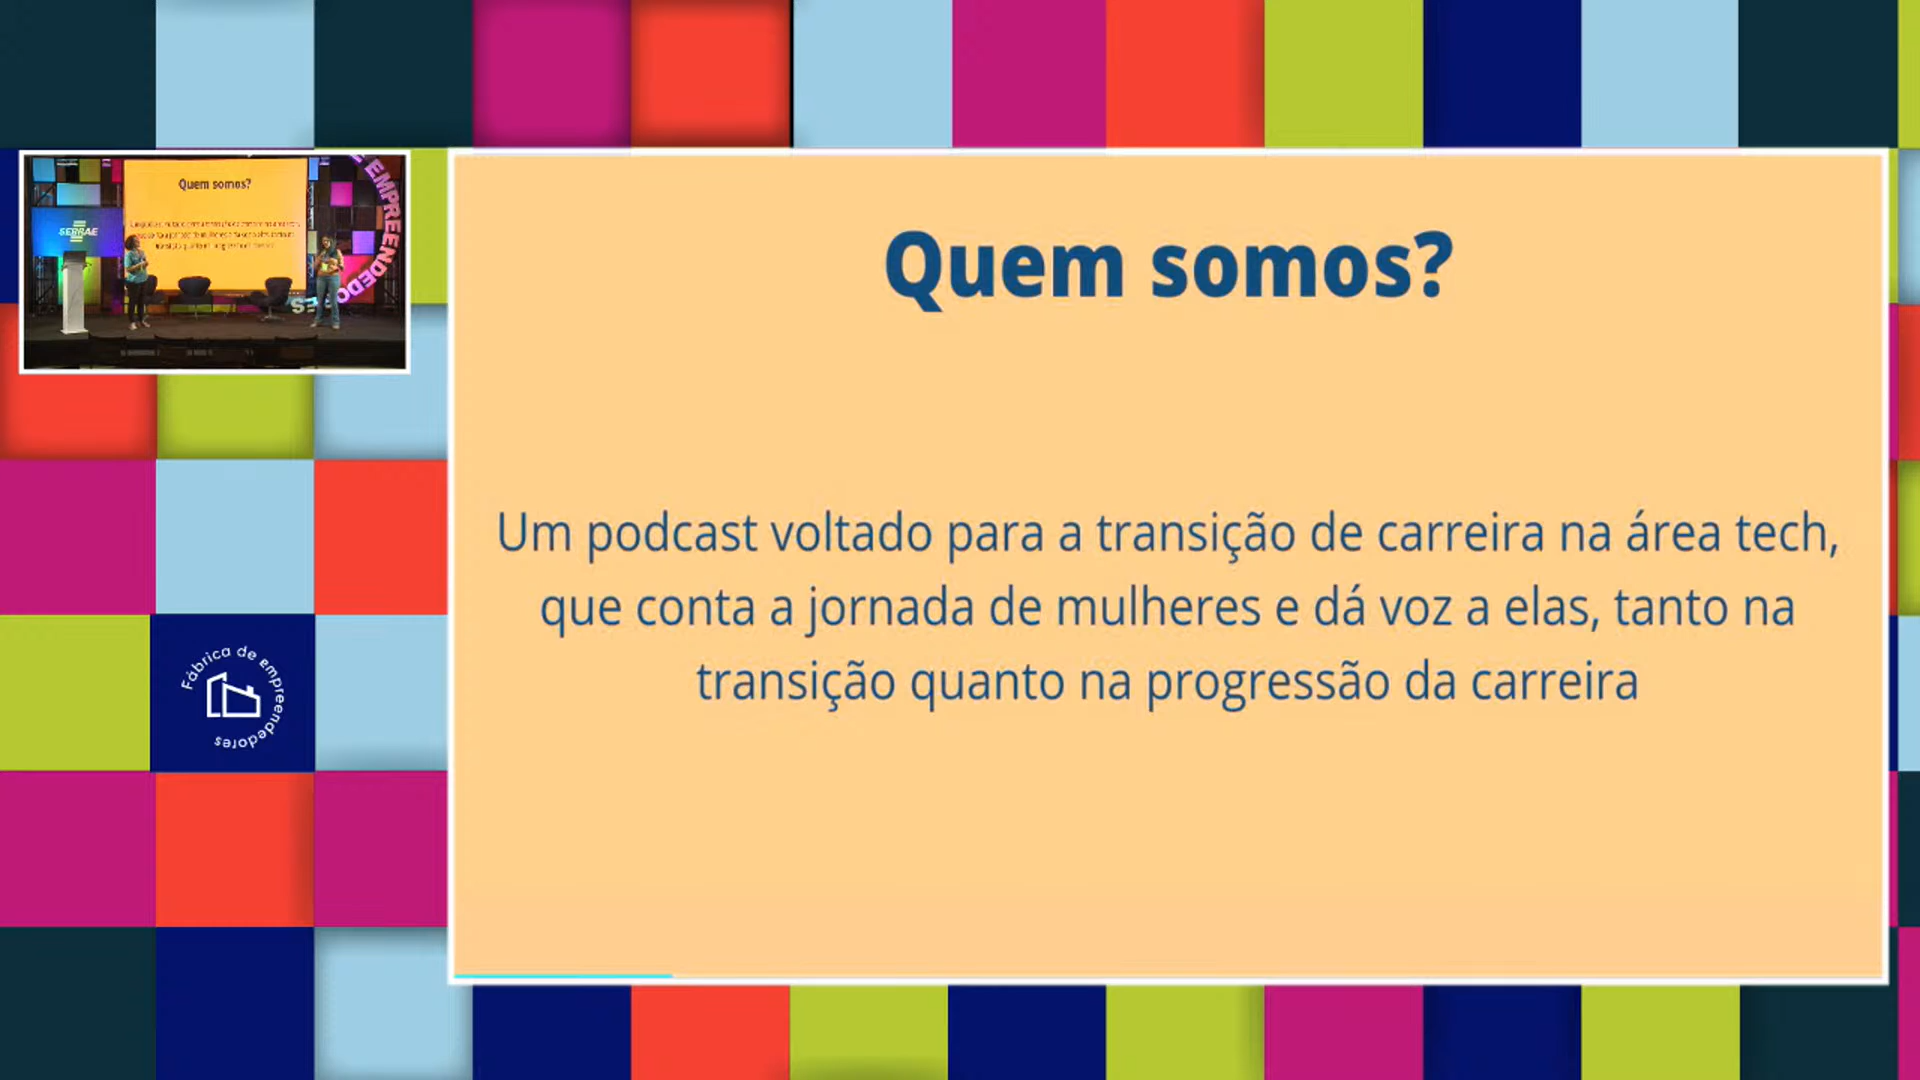 Quem somos?
SEBRAE
EMPREENDEDORES
Quem somos?
Um podcast voltado para a transição de carreira na área tech,
que conta a jornada de mulheres e dá voz a elas, tanto na
transição quanto na progressão da carreira
Fábrica de empreendedores